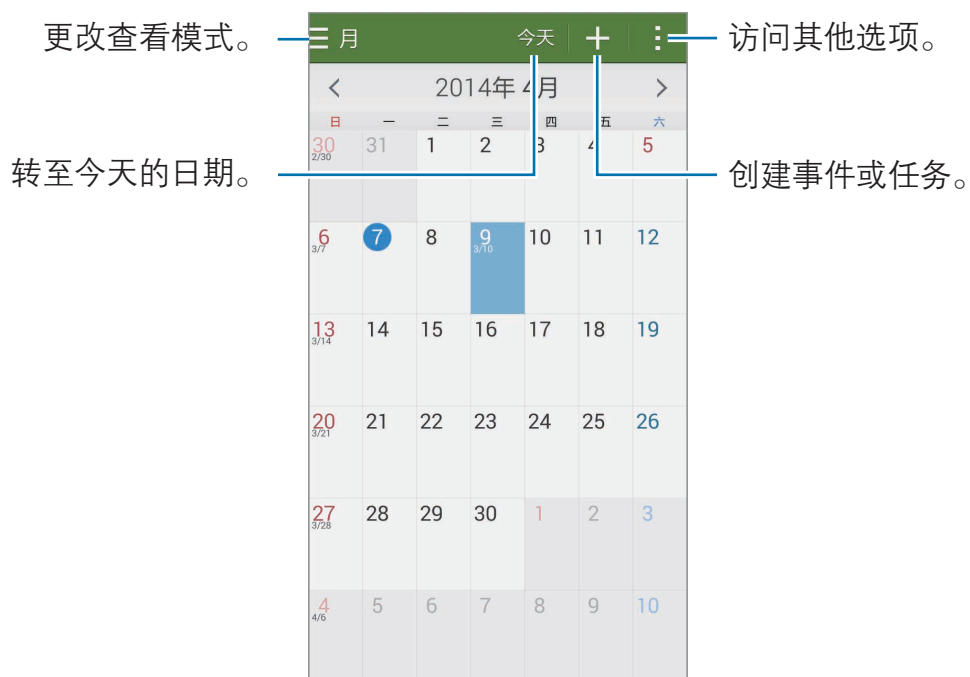 更改查看模式。
月 今天
访问其他选项。
2014年 4月
日 一 二 三 四 五 六
30 31 1 2 3 4 5
2/30
转至今天的日期。
创建事件或任务。
6 7 8 9 10 11 12
3/7 3/10
13 14 15 16 17 18 19
3/14
20 21 22 23 24 25 26
3/21
27 28 29 30 1 2 3
3/28
4 5 6 7 8 9 10
4/6